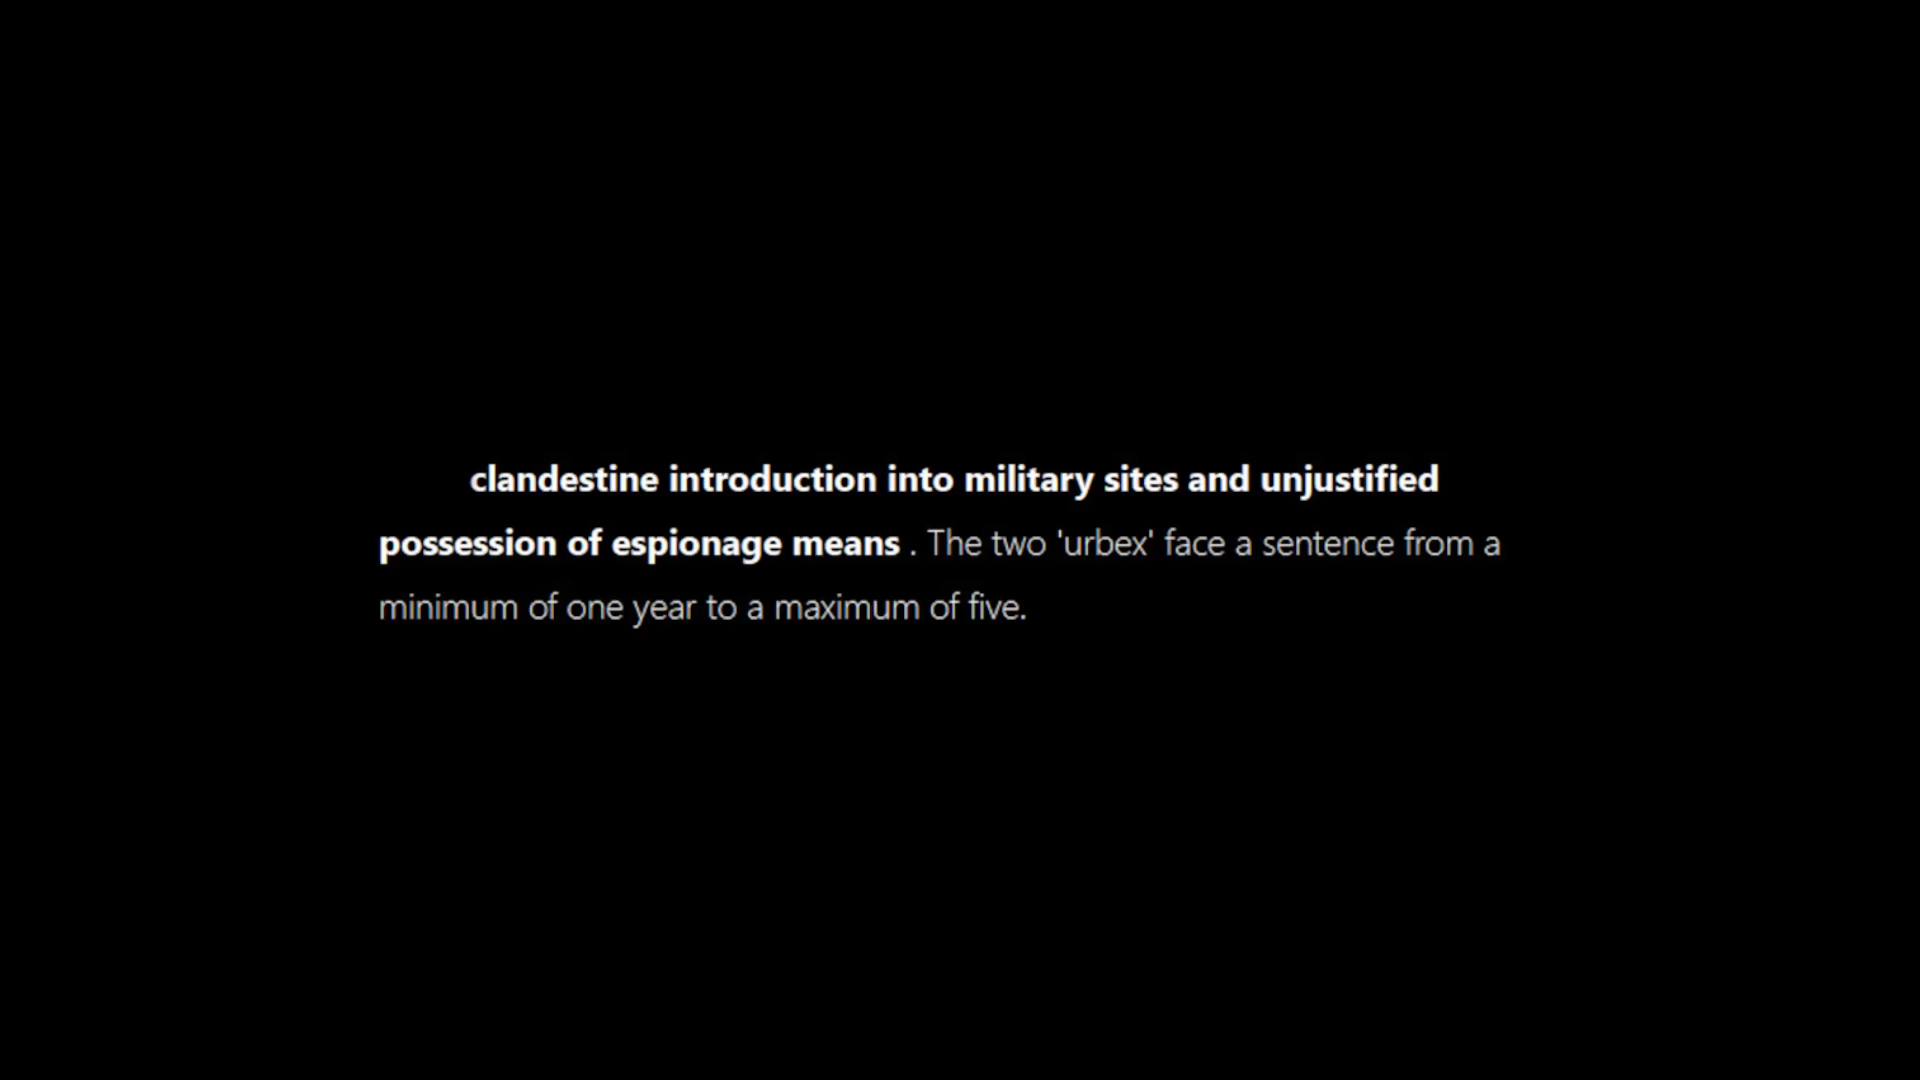 clandestine introduction into military sites and unjustified
possession of espionage means . The two 'urbex' face a sentence from a
minimum of one year to a maximum of five.